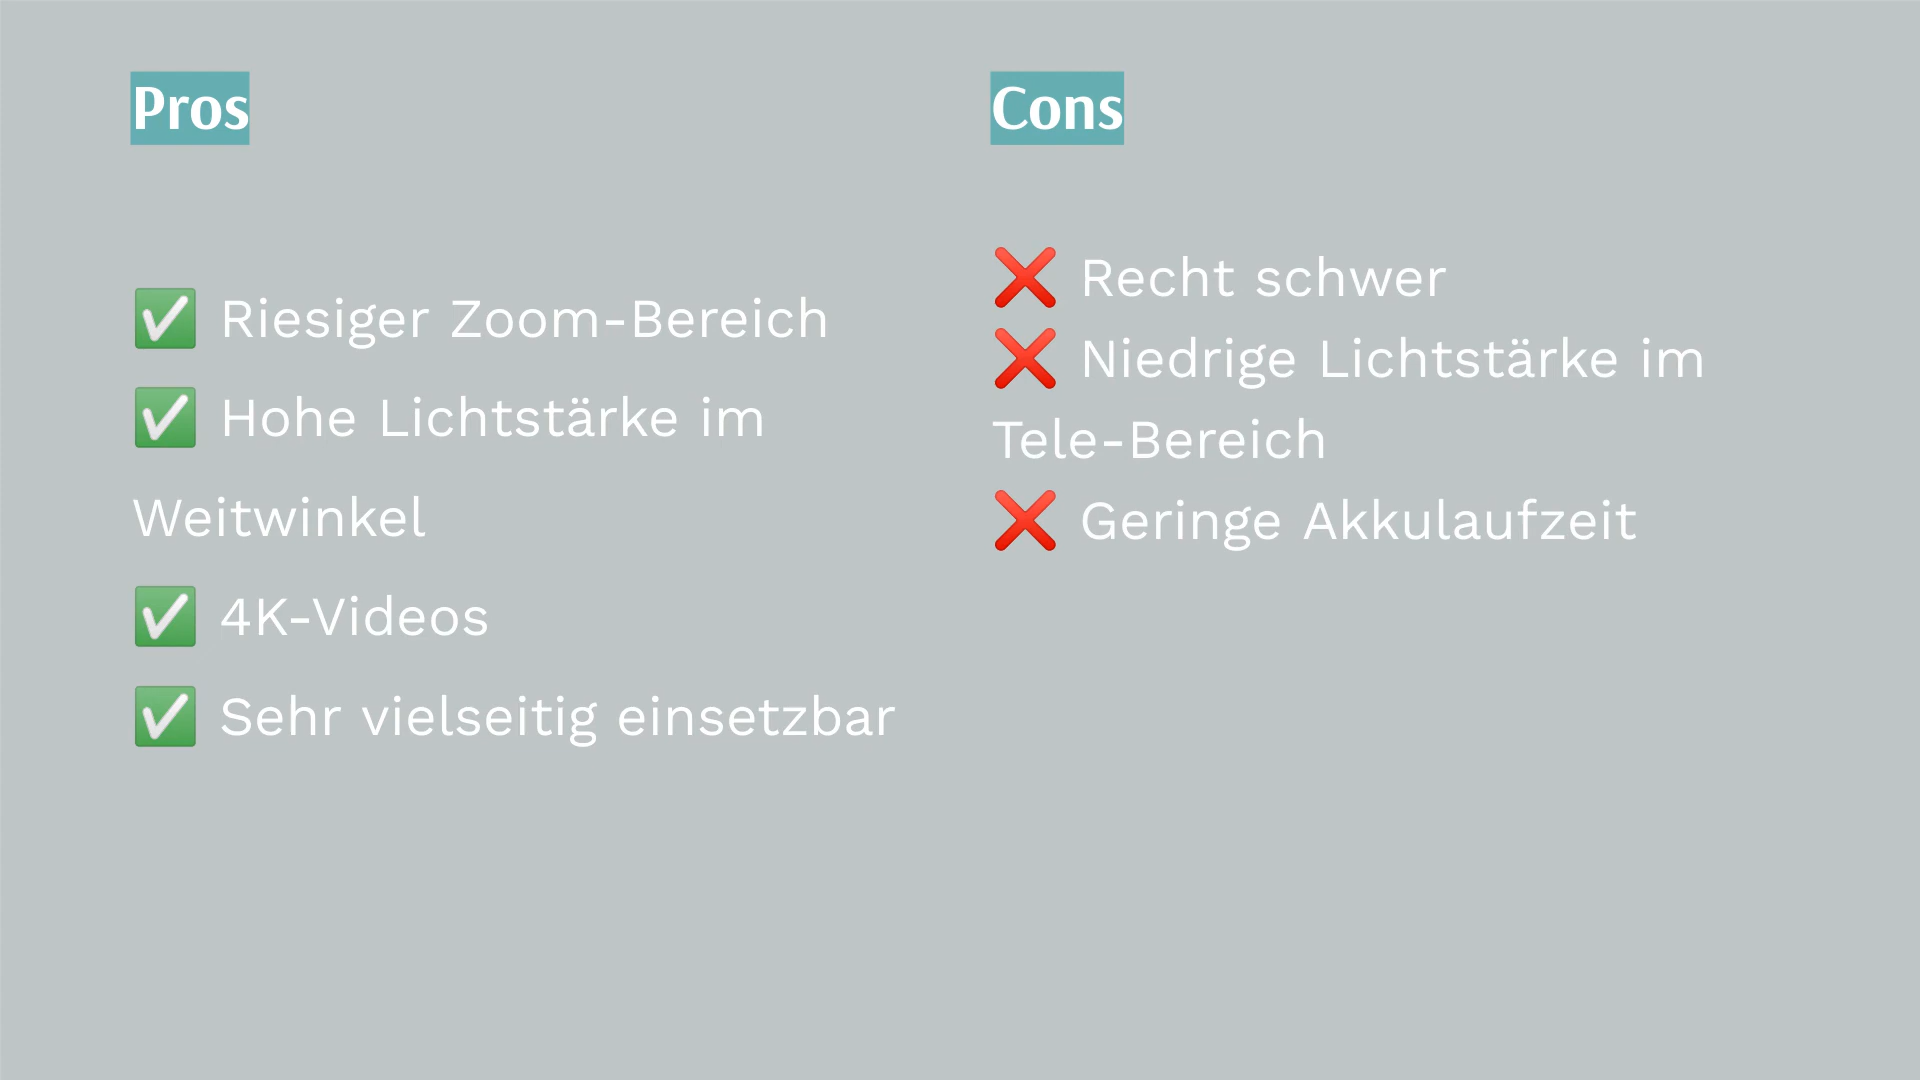 Pros
✅ Riesiger Zoom-Bereich
✅ Hohe Lichtstärke im
Weitwinkel
✅ 4K-Videos
✅ Sehr vielseitig einsetzbar
Cons
❌ Recht schwer
❌ Niedrige Lichtstärke im
Tele-Bereich
❌ Geringe Akkulaufzeit